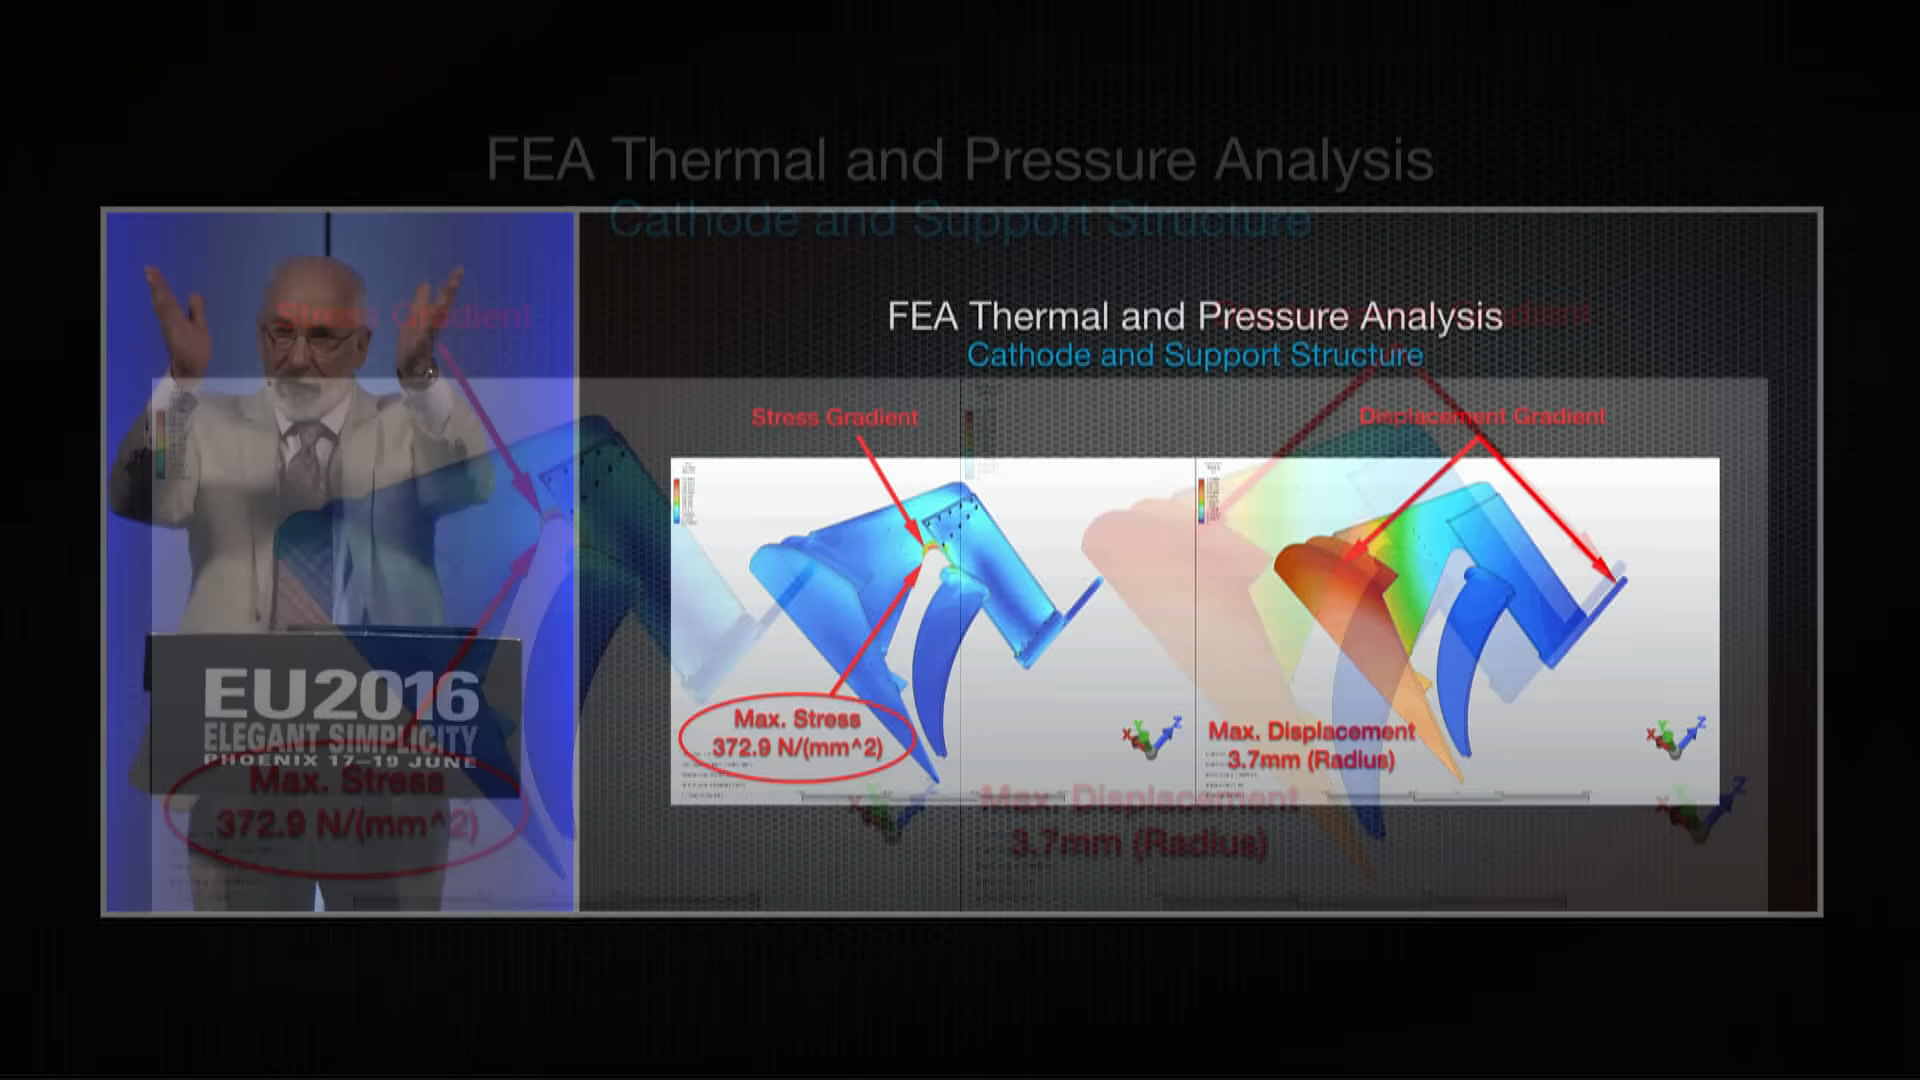 FEA Thermal and Pressure Analysis
Cathode and Support Structure
Stress Gradient
FEA Thermal and Pressure Analysis
Cathode and Support Structure
Stress Gradient
Displacement Gradient
Max. Stress
372.9 N/(mm^2)
Max. Displacement
3.7mm (Radius)
X
Y
Z
X
Y
Z
EU2016
ELEGANT SIMPLICITY
PHOENIX 17–19 JUNE
Max. Stress
372.9 N/(mm^2)
Max. Displacement
3.7mm (Radius)